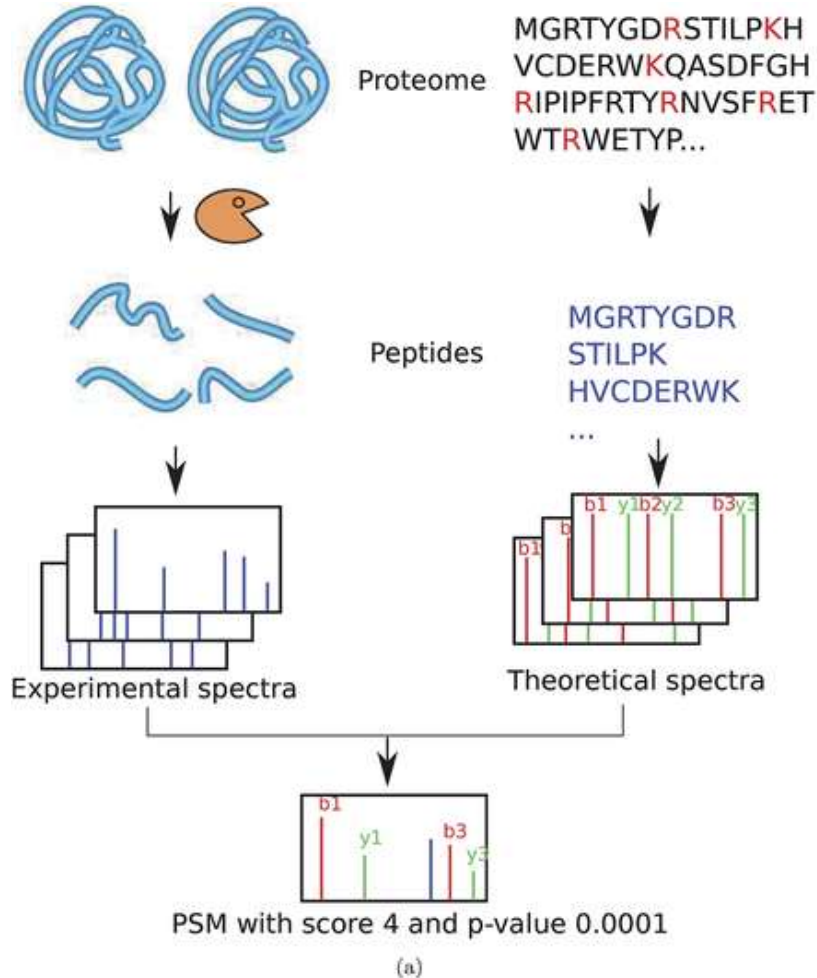 Proteome
MGRTYGDRSTILPKH
VCDERWKQASDFGH
RIPIPFRTYRNVSFRET
WTRWETYP...
Peptides
MGRTYGDR
STILPK
HVCDERWK
...
b1 y1 b2 y2 b3 y3
b
b1
Experimental spectra
Theoretical spectra
b1
y1
b3
y3
PSM with score 4 and p-value 0.0001
(a)